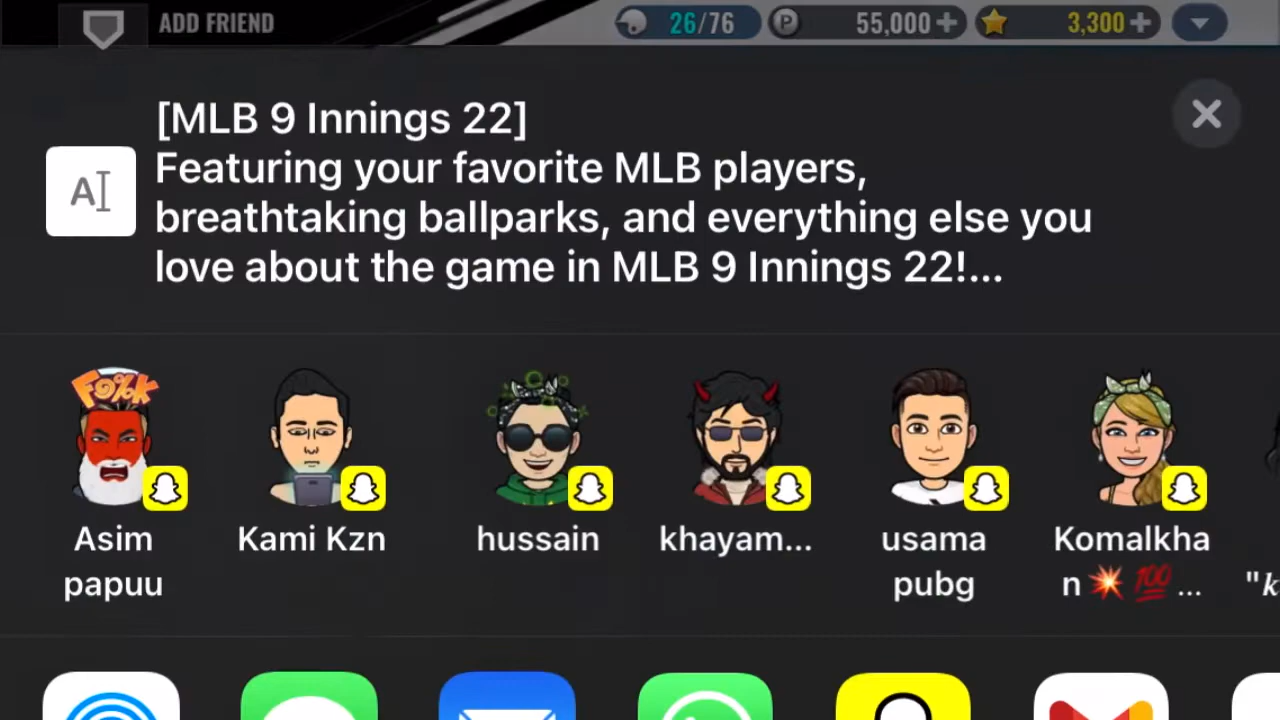 ADD FRIEND
26/76
55,000+
3,300+
[MLB 9 Innings 22]
Featuring your favorite MLB players,
breathtaking ballparks, and everything else you
love about the game in MLB 9 Innings 22!...
A
FO%K
Asim
papuu
Kami Kzn
hussain
khayam...
usama
pubg
Komalkha
n💥💯...
"k